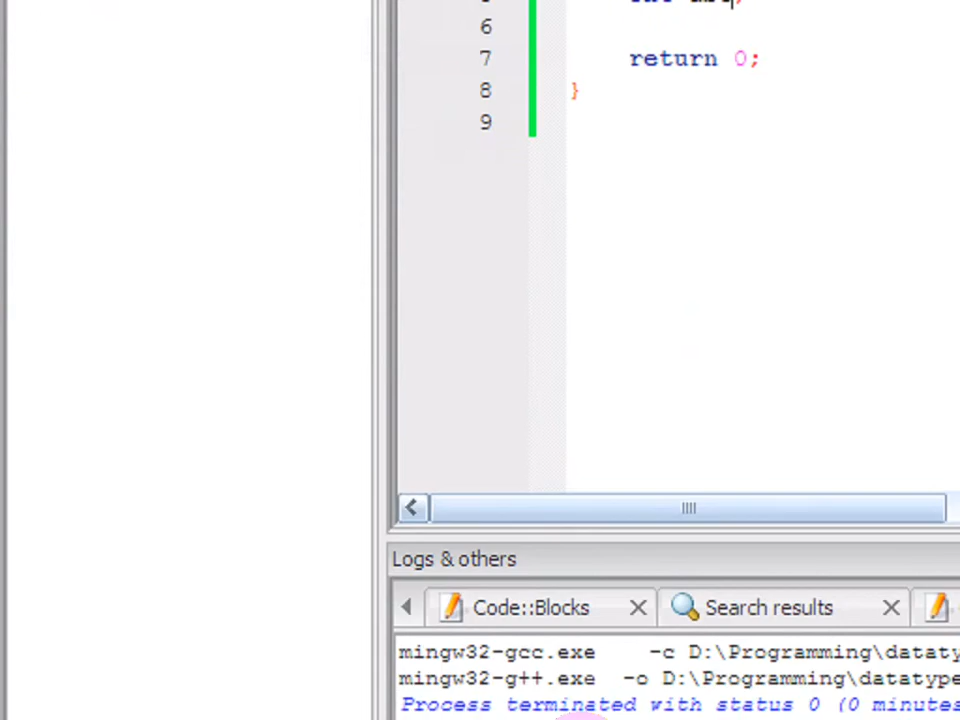 6
7 return 0;
8 }
9
Logs & others
Code::Blocks Search results
mingw32-gcc.exe -c D:\Programming\dataty
mingw32-g++.exe -o D:\Programming\datatype
Process terminated with status 0 (0 minutes